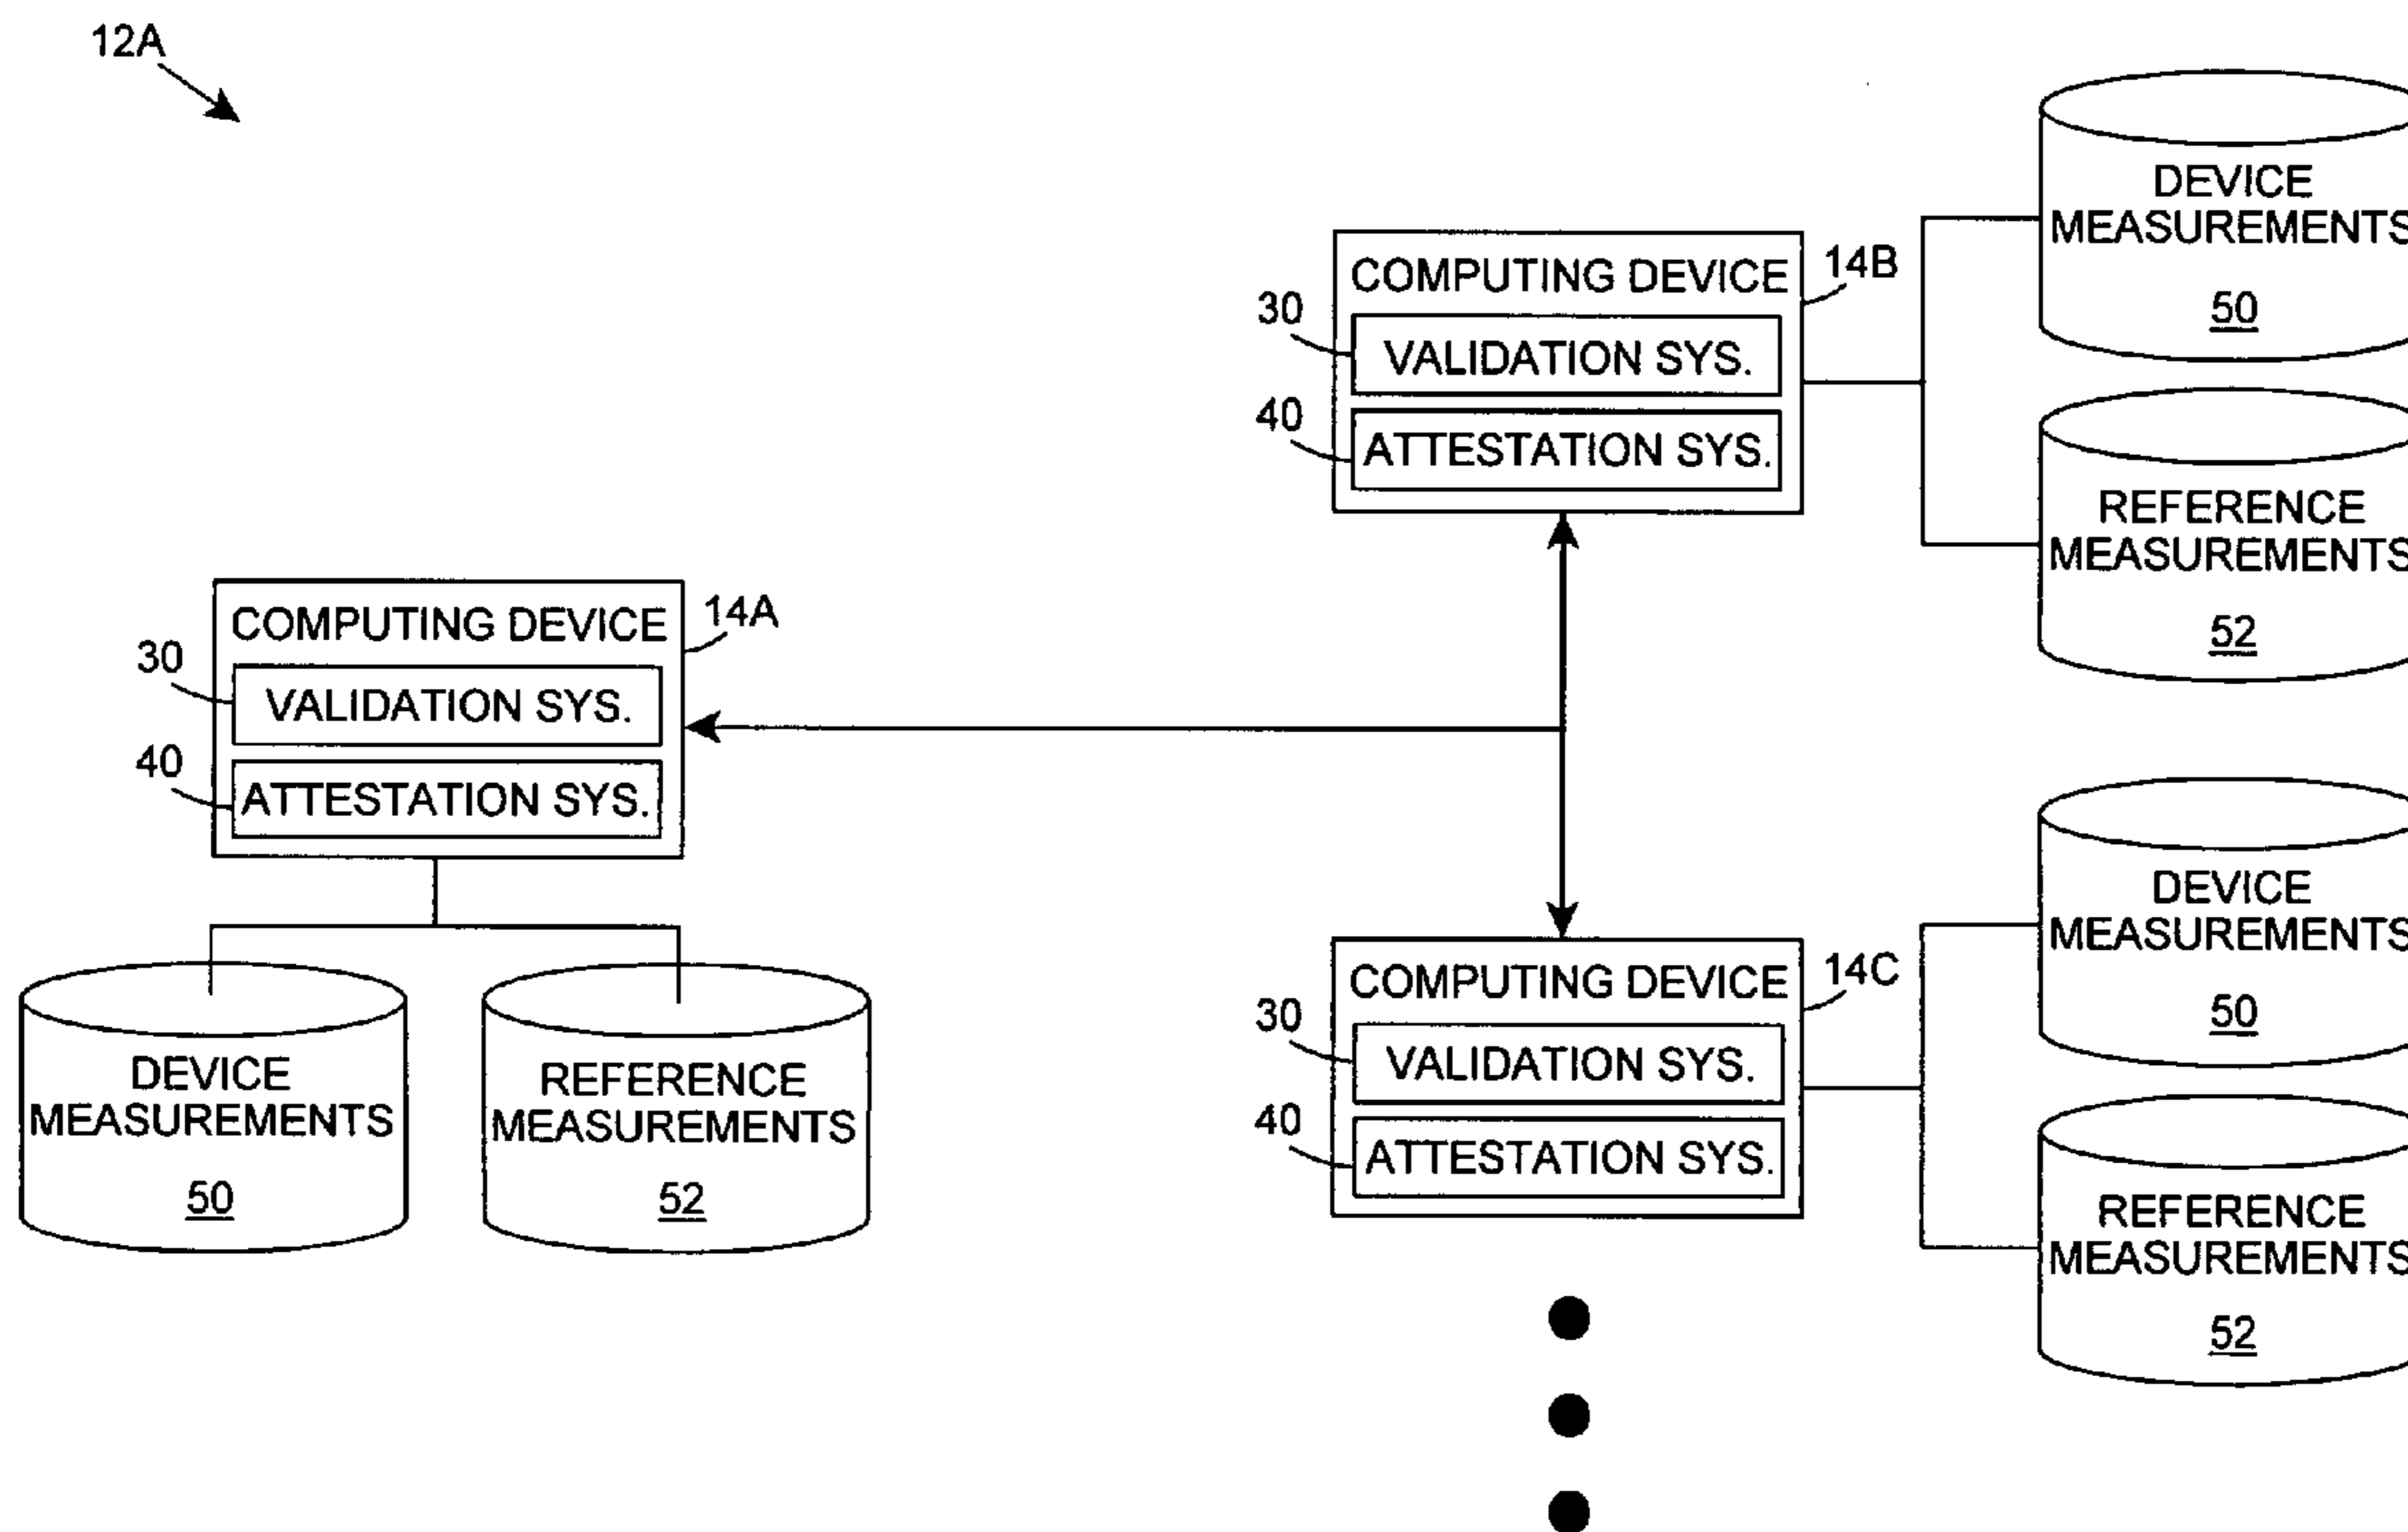 12A
DEVICE
MEASUREMENTS
50
COMPUTING DEVICE
14B
30
VALIDATION SYS.
40
ATTESTATION SYS.
REFERENCE
MEASUREMENTS
52
COMPUTING DEVICE
14A
30
VALIDATION SYS.
40
ATTESTATION SYS.
DEVICE
MEASUREMENTS
50
REFERENCE
MEASUREMENTS
52
COMPUTING DEVICE
14C
30
VALIDATION SYS.
40
ATTESTATION SYS.
DEVICE
MEASUREMENTS
50
REFERENCE
MEASUREMENTS
52